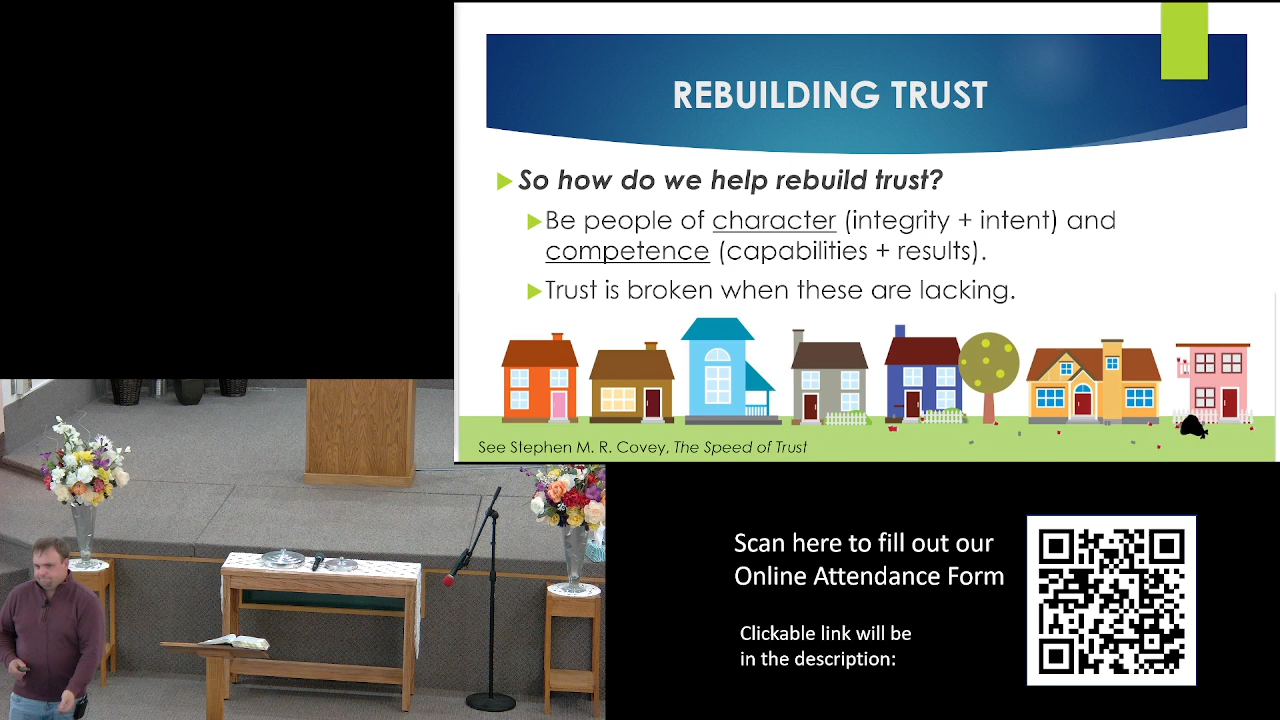 REBUILDING TRUST
So how do we help rebuild trust?
Be people of character (integrity + intent) and
competence (capabilities + results).
Trust is broken when these are lacking.
See Stephen M. R. Covey, The Speed of Trust
Scan here to fill out our
Online Attendance Form
Clickable link will be
in the description: